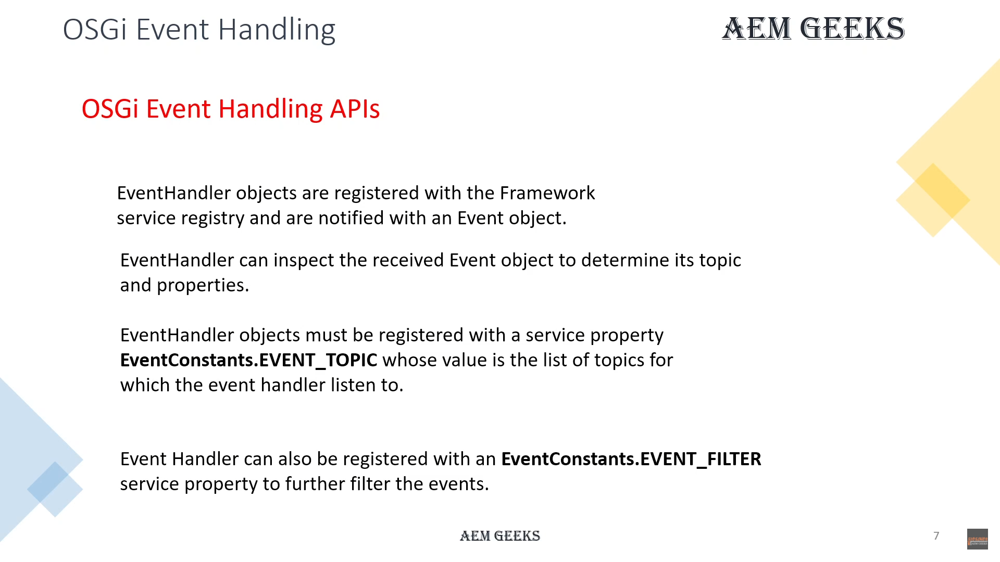 OSGi Event Handling
AEM GEEKS
OSGi Event Handling APIs
EventHandler objects are registered with the Framework
service registry and are notified with an Event object.
EventHandler can inspect the received Event object to determine its topic
and properties.
EventHandler objects must be registered with a service property
EventConstants.EVENT_TOPIC whose value is the list of topics for
which the event handler listen to.
Event Handler can also be registered with an EventConstants.EVENT_FILTER
service property to further filter the events.
AEM GEEKS
7
AEM GEEKS